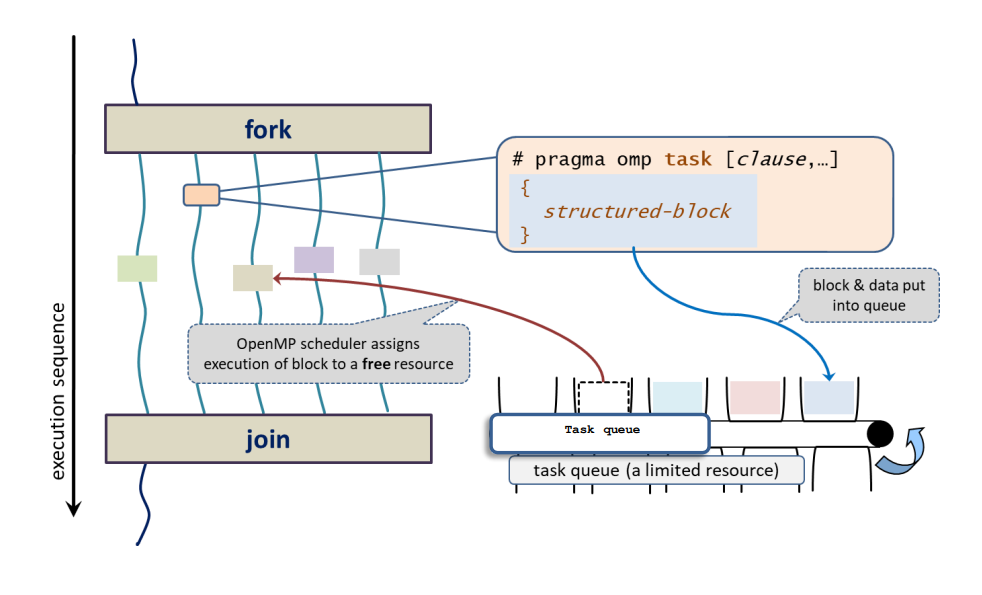 fork
# pragma omp task [clause,…]
{
structured-block
}
block & data put
into queue
OpenMP scheduler assigns
execution of block to a free resource
execution sequence
join
Task queue
task queue (a limited resource)